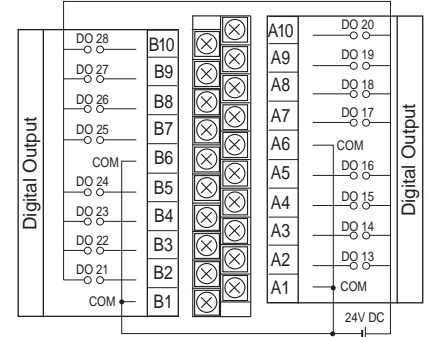 Digital Output
DO 28 B10
DO 27 B9
DO 26 B8
DO 25 B7
COM B6
DO 24 B5
DO 23 B4
DO 22 B3
DO 21 B2
COM B1
A10 DO 20
A9 DO 19
A8 DO 18
A7 DO 17
A6 COM
A5 DO 16
A4 DO 15
A3 DO 14
A2 DO 13
A1 COM
Digital Output
24V DC